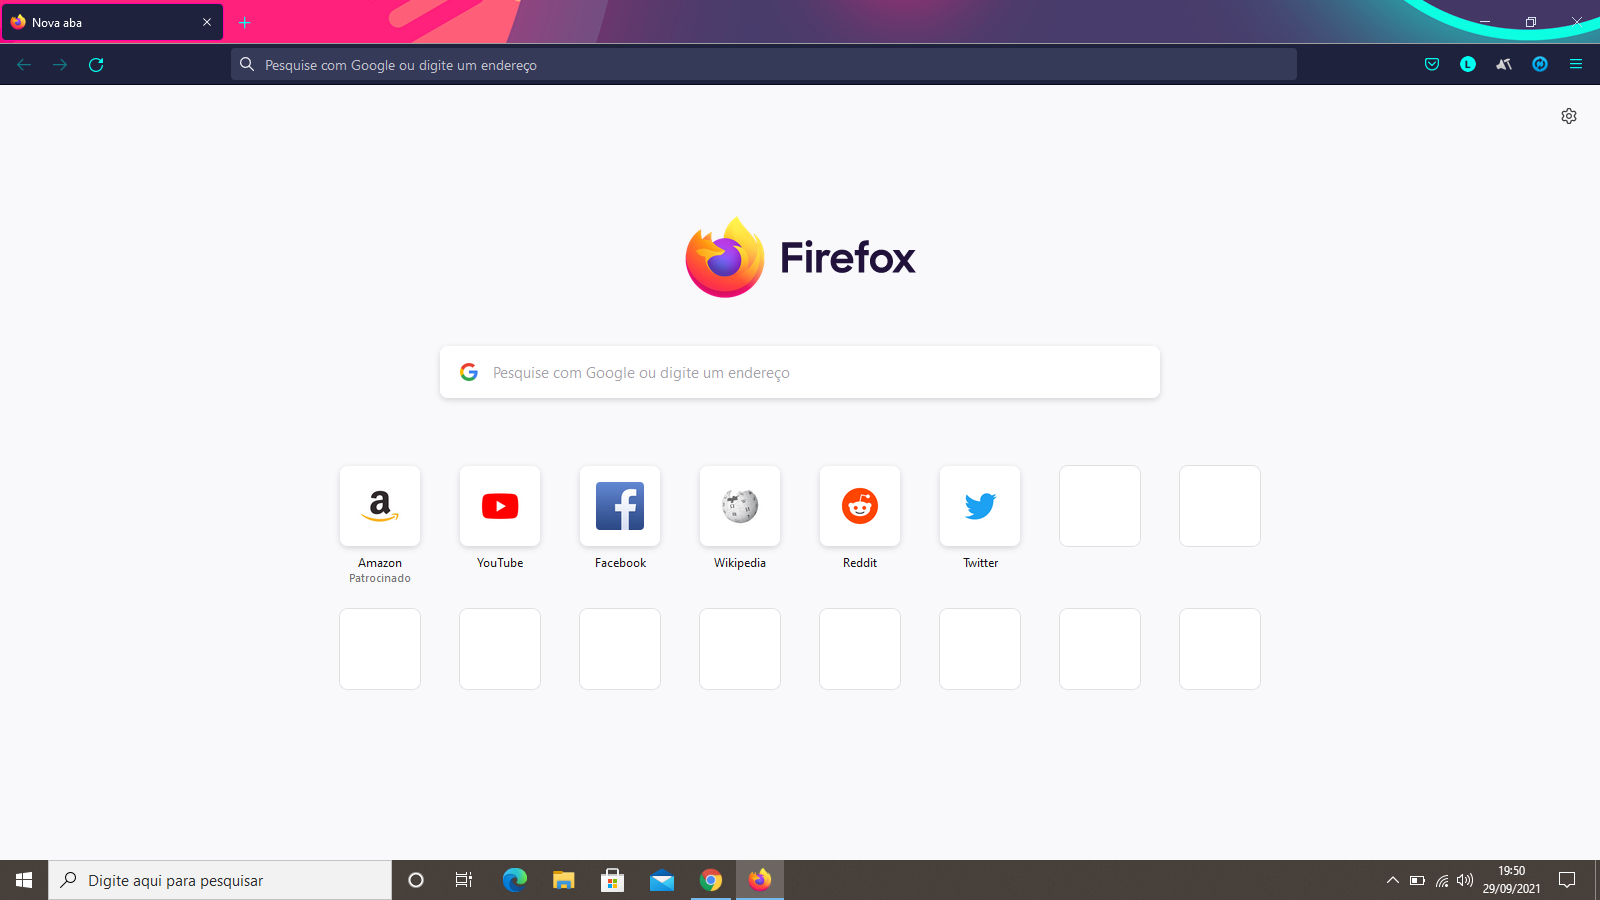 Nova aba
Pesquise com Google ou digite um endereço
Firefox
Pesquise com Google ou digite um endereço
Amazon
Patrocinado
YouTube
Facebook
Wikipedia
Reddit
Twitter
Digite aqui para pesquisar
19:50
29/09/2021